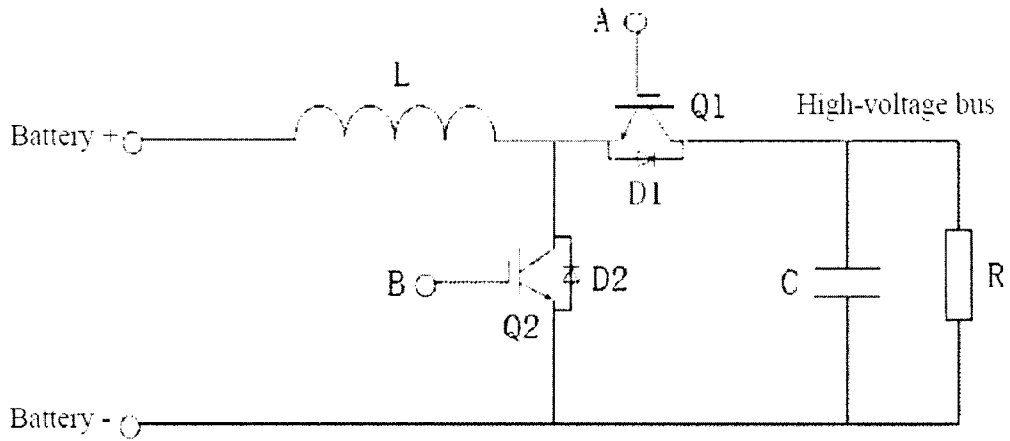 A
L
Q1
High-voltage bus
Battery +
D1
B
D2
C
R
Q2
Battery -